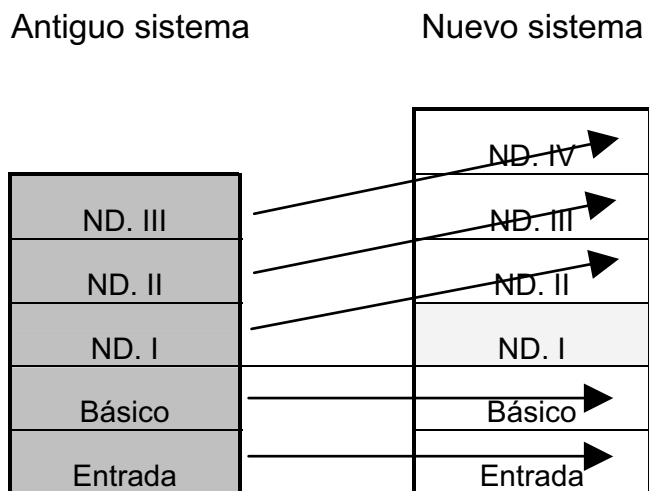 Antiguo sistema
Nuevo sistema
ND. III
ND. II
ND. I
Básico
Entrada
ND. IV
ND. III
ND. II
ND. I
Básico
Entrada